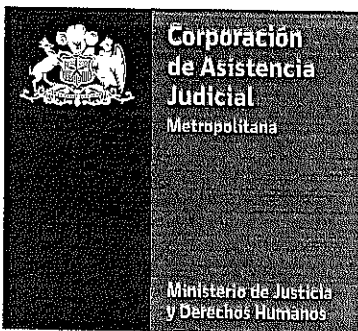 Corporación
de Asistencia
Judicial
Metropolitana
Ministerio de Justicia
y Derechos Humanos